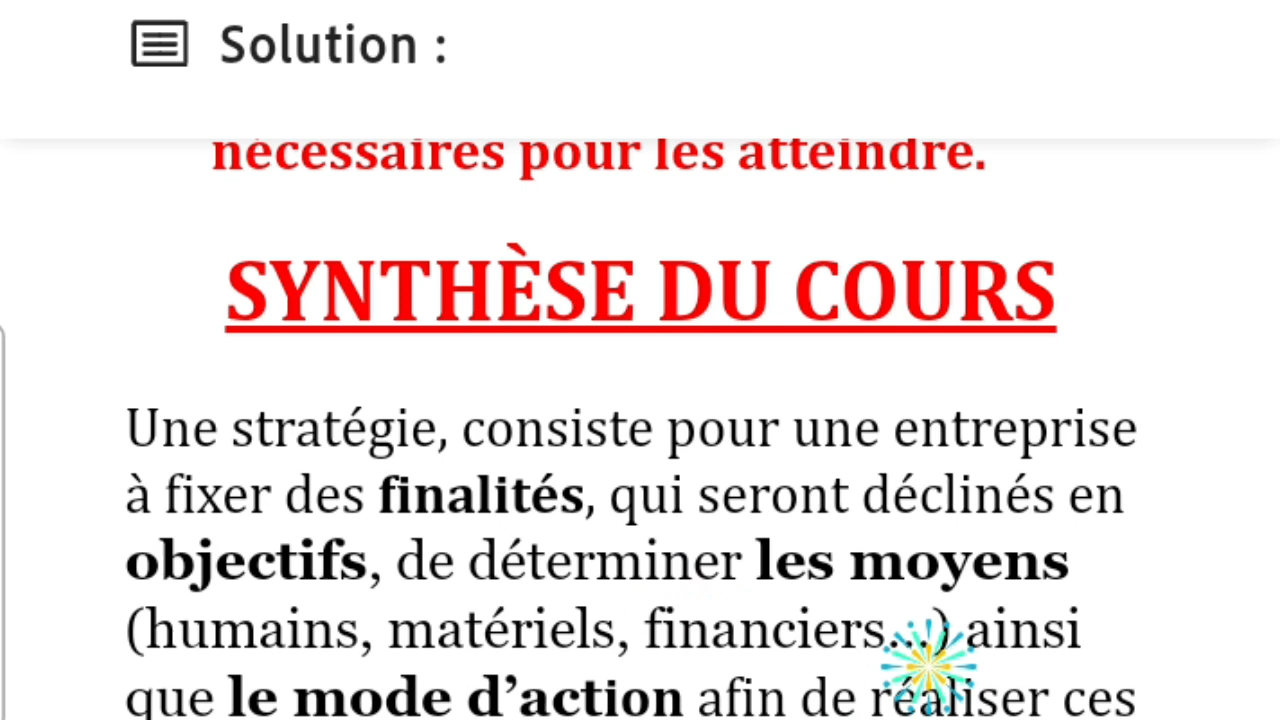 Solution :
nécessaires pour les atteindre.
SYNTHÈSE DU COURS
Une stratégie, consiste pour une entreprise
à fixer des finalités, qui seront déclinés en
objectifs, de déterminer les moyens
(humains, matériels, financiers...) ainsi
que le mode d’action afin de réaliser ces